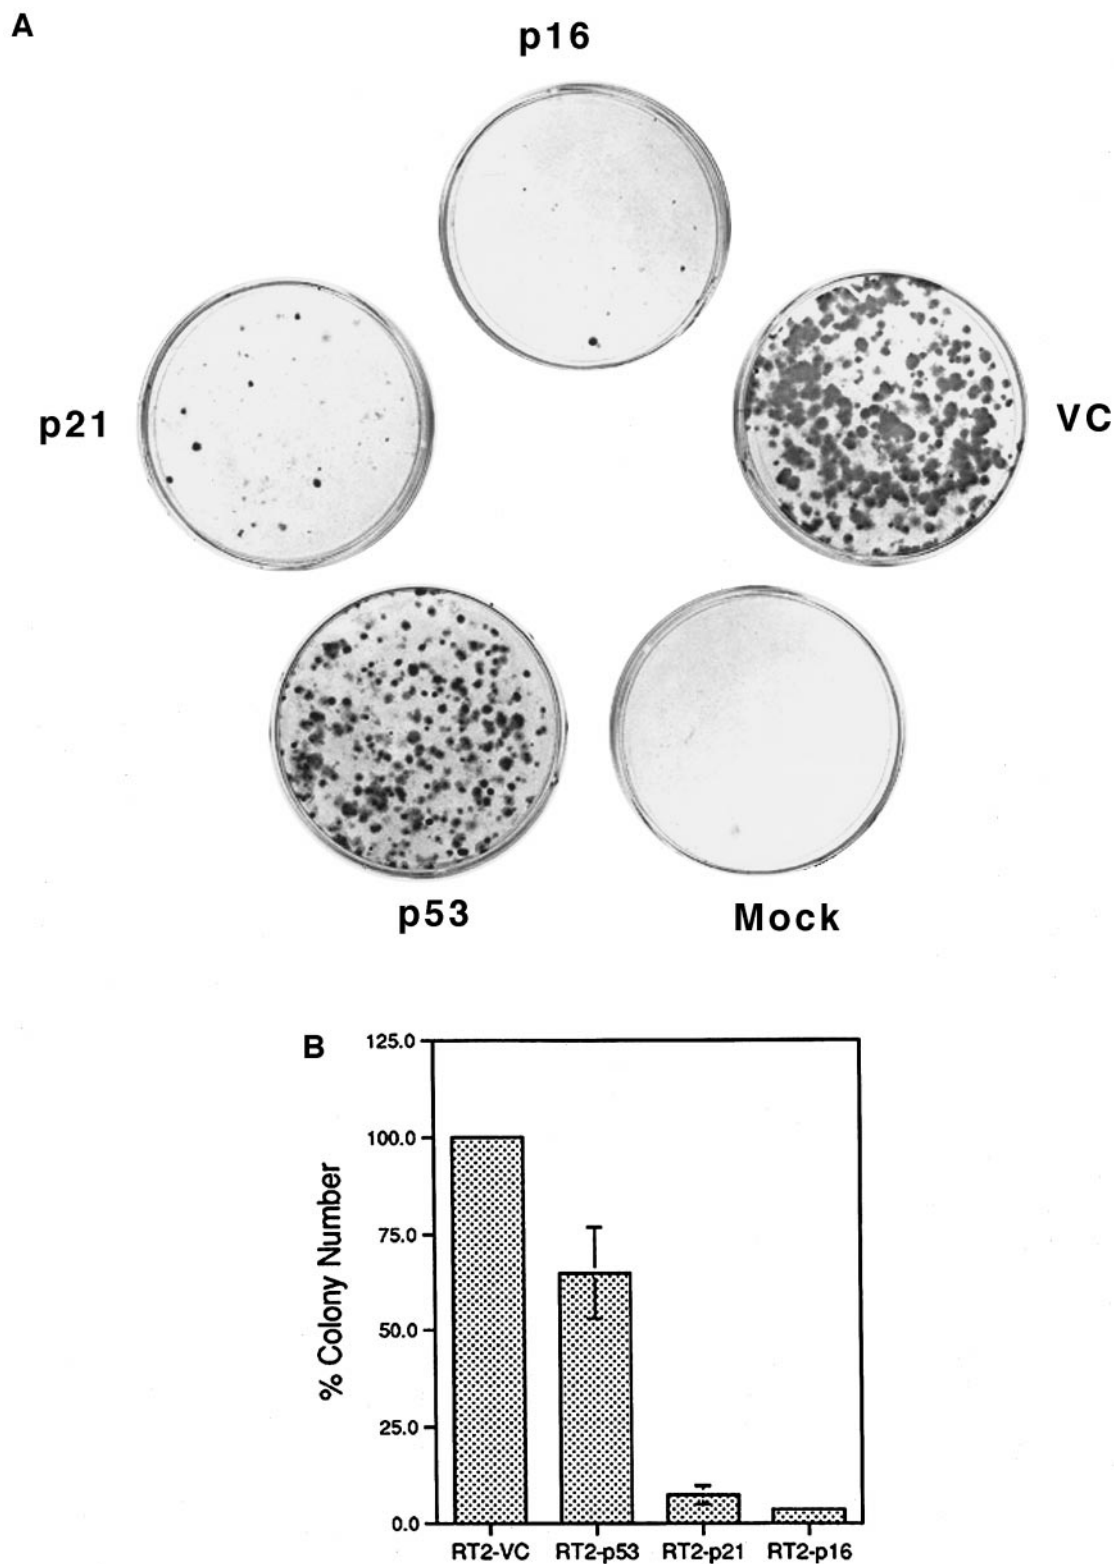 A
p16
p21
VC
p53
Mock
B
125.0
100.0
75.0
50.0
25.0
0.0
% Colony Number
RT2-VC RT2-p53 RT2-p21 RT2-p16